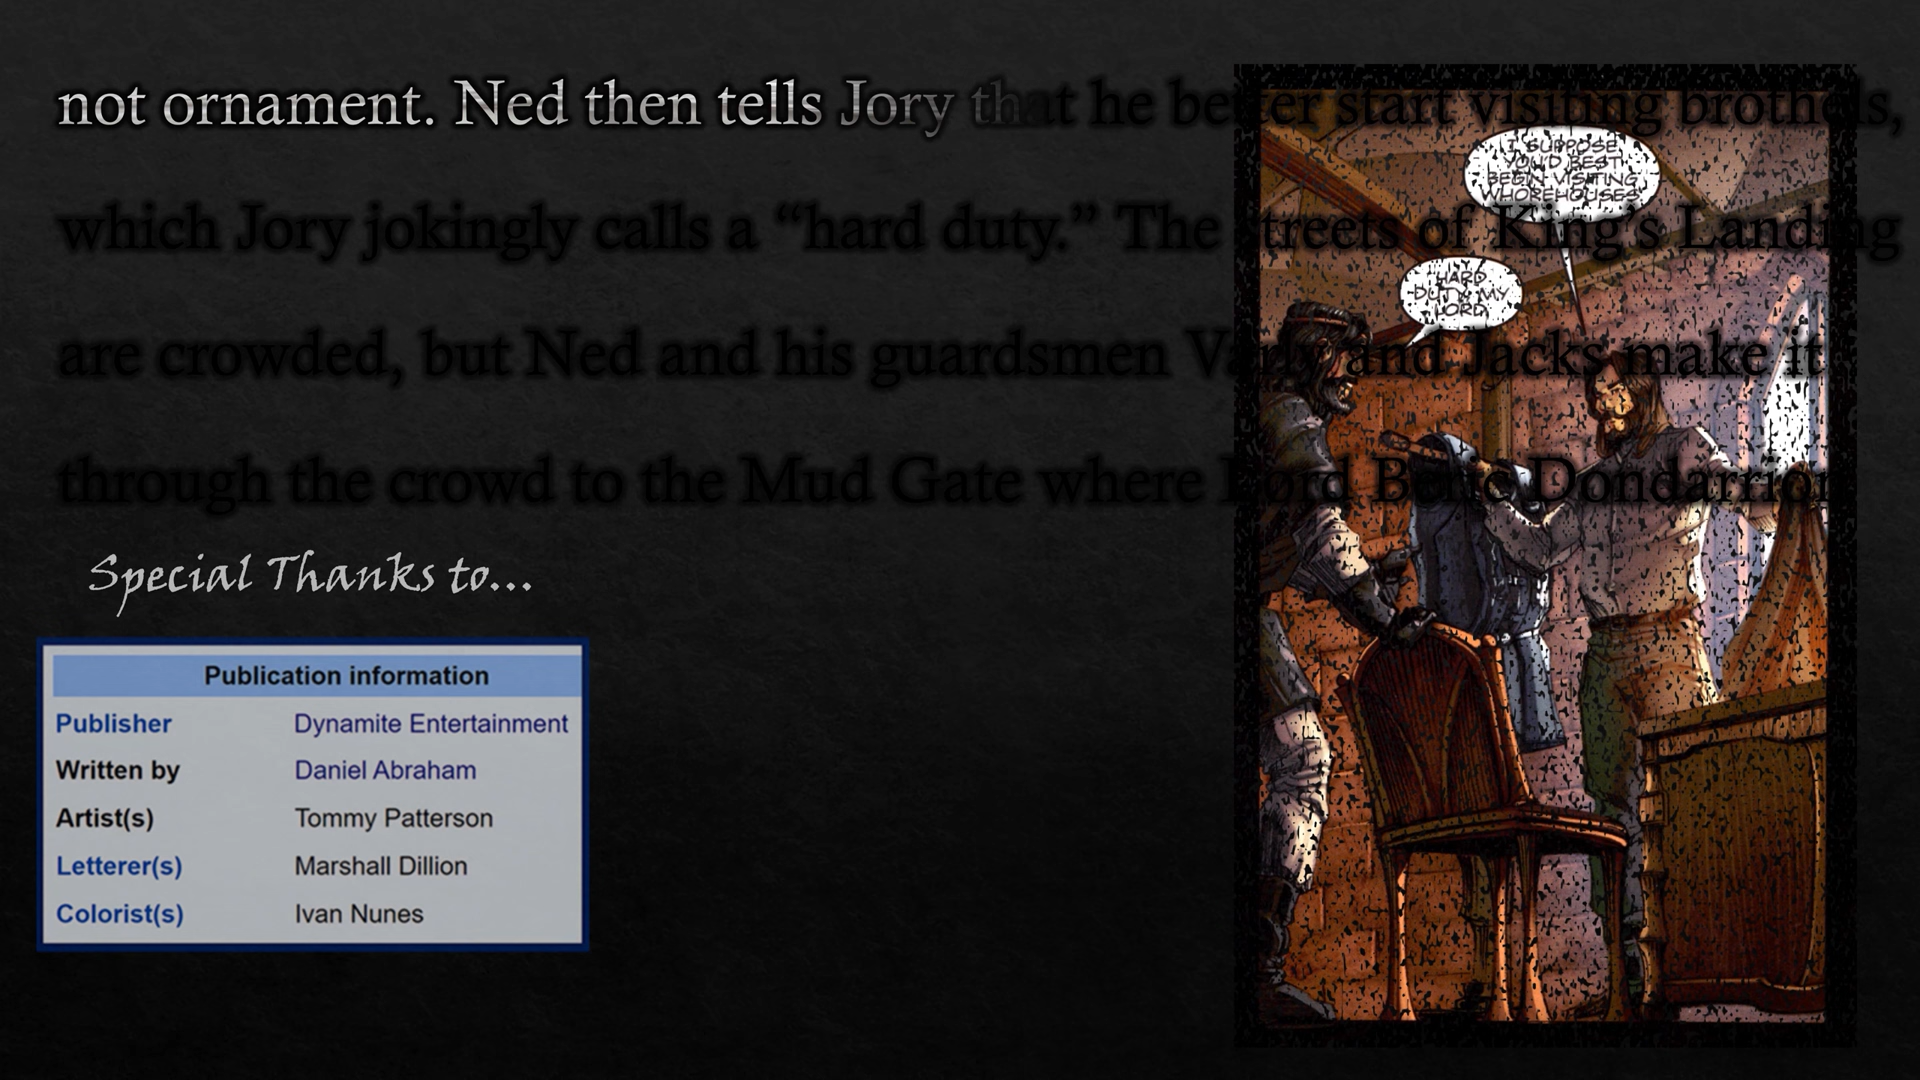 not ornament. Ned then tells Jory that he better start visiting brothels,
which Jory jokingly calls a “hard duty.” The streets of King's Landing
are crowded, but Ned and his guardsmen Varly and Jacks make it
through the crowd to the Mud Gate where Lord Beric Dondarrion
I SUPPOSE
YOU'D BEST
BEGIN VISITING
WHOREHOUSES.
HARD
DUTY, MY
LORD.
Special Thanks to...
Publication information
Publisher Dynamite Entertainment
Written by Daniel Abraham
Artist(s) Tommy Patterson
Letterer(s) Marshall Dillion
Colorist(s) Ivan Nunes